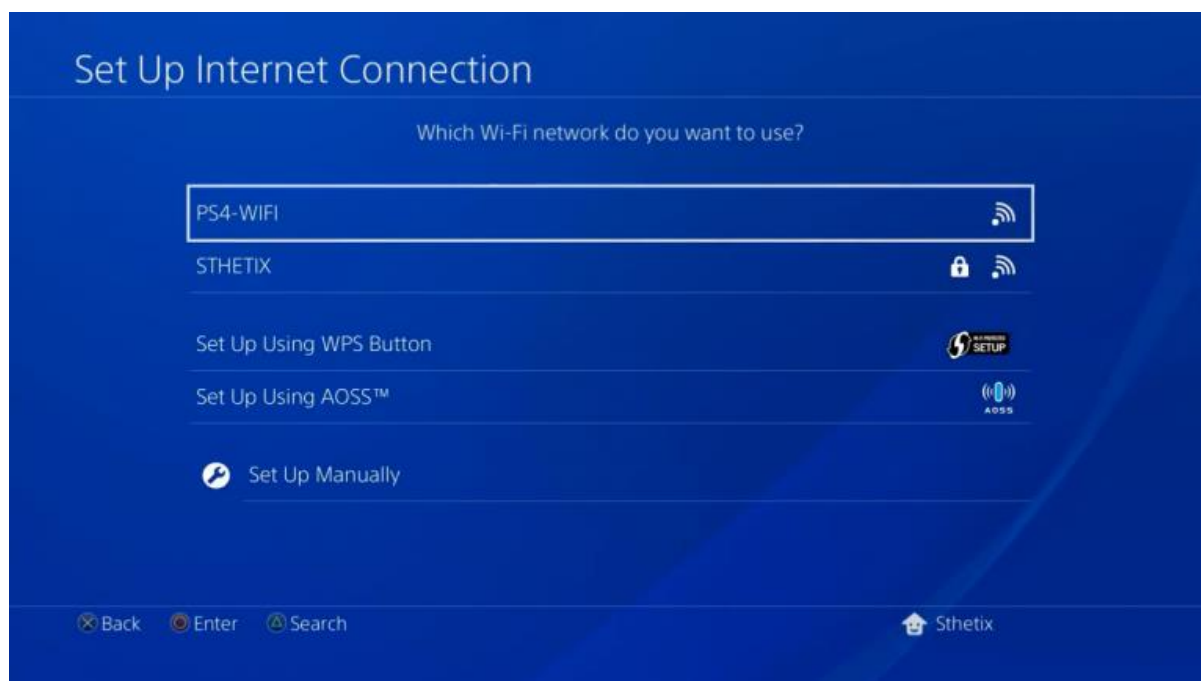 Set Up Internet Connection
Which Wi-Fi network do you want to use?
PS4-WIFI
STHETIX
Set Up Using WPS Button
SETUP
Set Up Using AOSS™
AOSS
Set Up Manually
Back Enter Search Sthetix